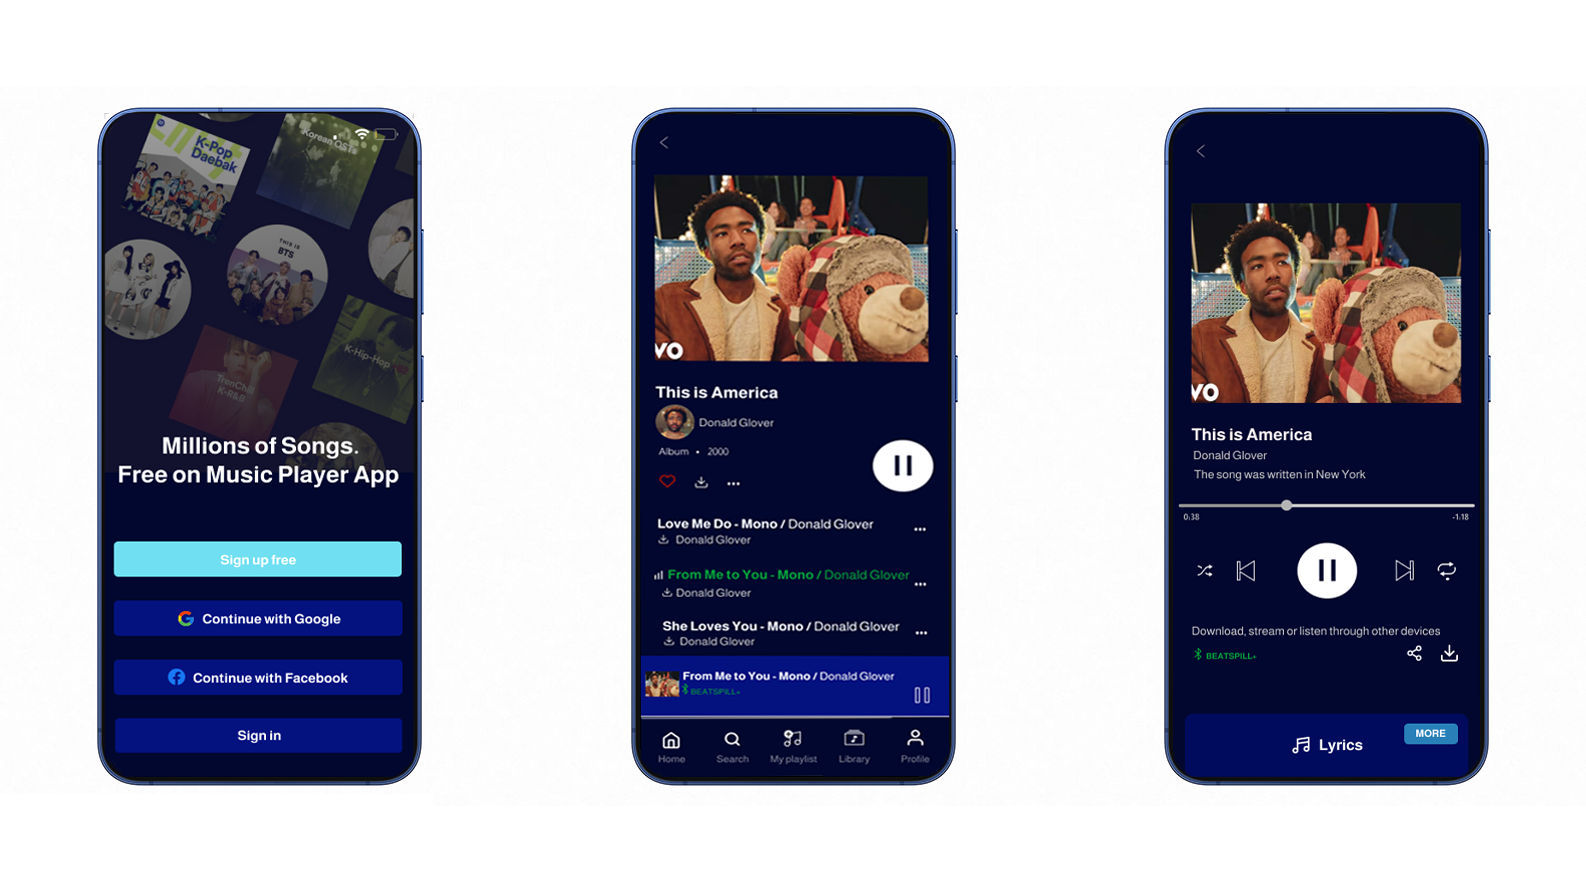 K-Pop
Daebak
Korean OSTs
THIS IS
BTS
K-Hip-Hop
TrenChill
K-R&B
Millions of Songs.
Free on Music Player App
Sign up free
Continue with Google
Continue with Facebook
Sign in
VO
This is America
Donald Glover
Album • 2000
Love Me Do - Mono / Donald Glover
Donald Glover
From Me to You - Mono / Donald Glover
Donald Glover
She Loves You - Mono / Donald Glover
Donald Glover
From Me to You - Mono / Donald Glover
BEATSPILL+
Home Search My playlist Library Profile
VO
This is America
Donald Glover
The song was written in New York
0:38 -1:18
Download, stream or listen through other devices
BEATSPILL+
MORE
Lyrics